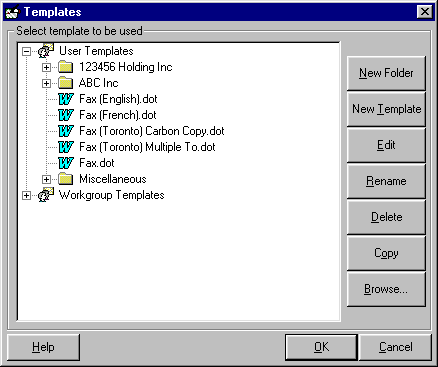 Templates
Select template to be used
User Templates
123456 Holding Inc
ABC Inc
Fax (English).dot
Fax (French).dot
Fax (Toronto) Carbon Copy.dot
Fax (Toronto) Multiple To.dot
Fax.dot
Miscellaneous
Workgroup Templates
New Folder
New Template
Edit
Rename
Delete
Copy
Browse...
Help
OK
Cancel